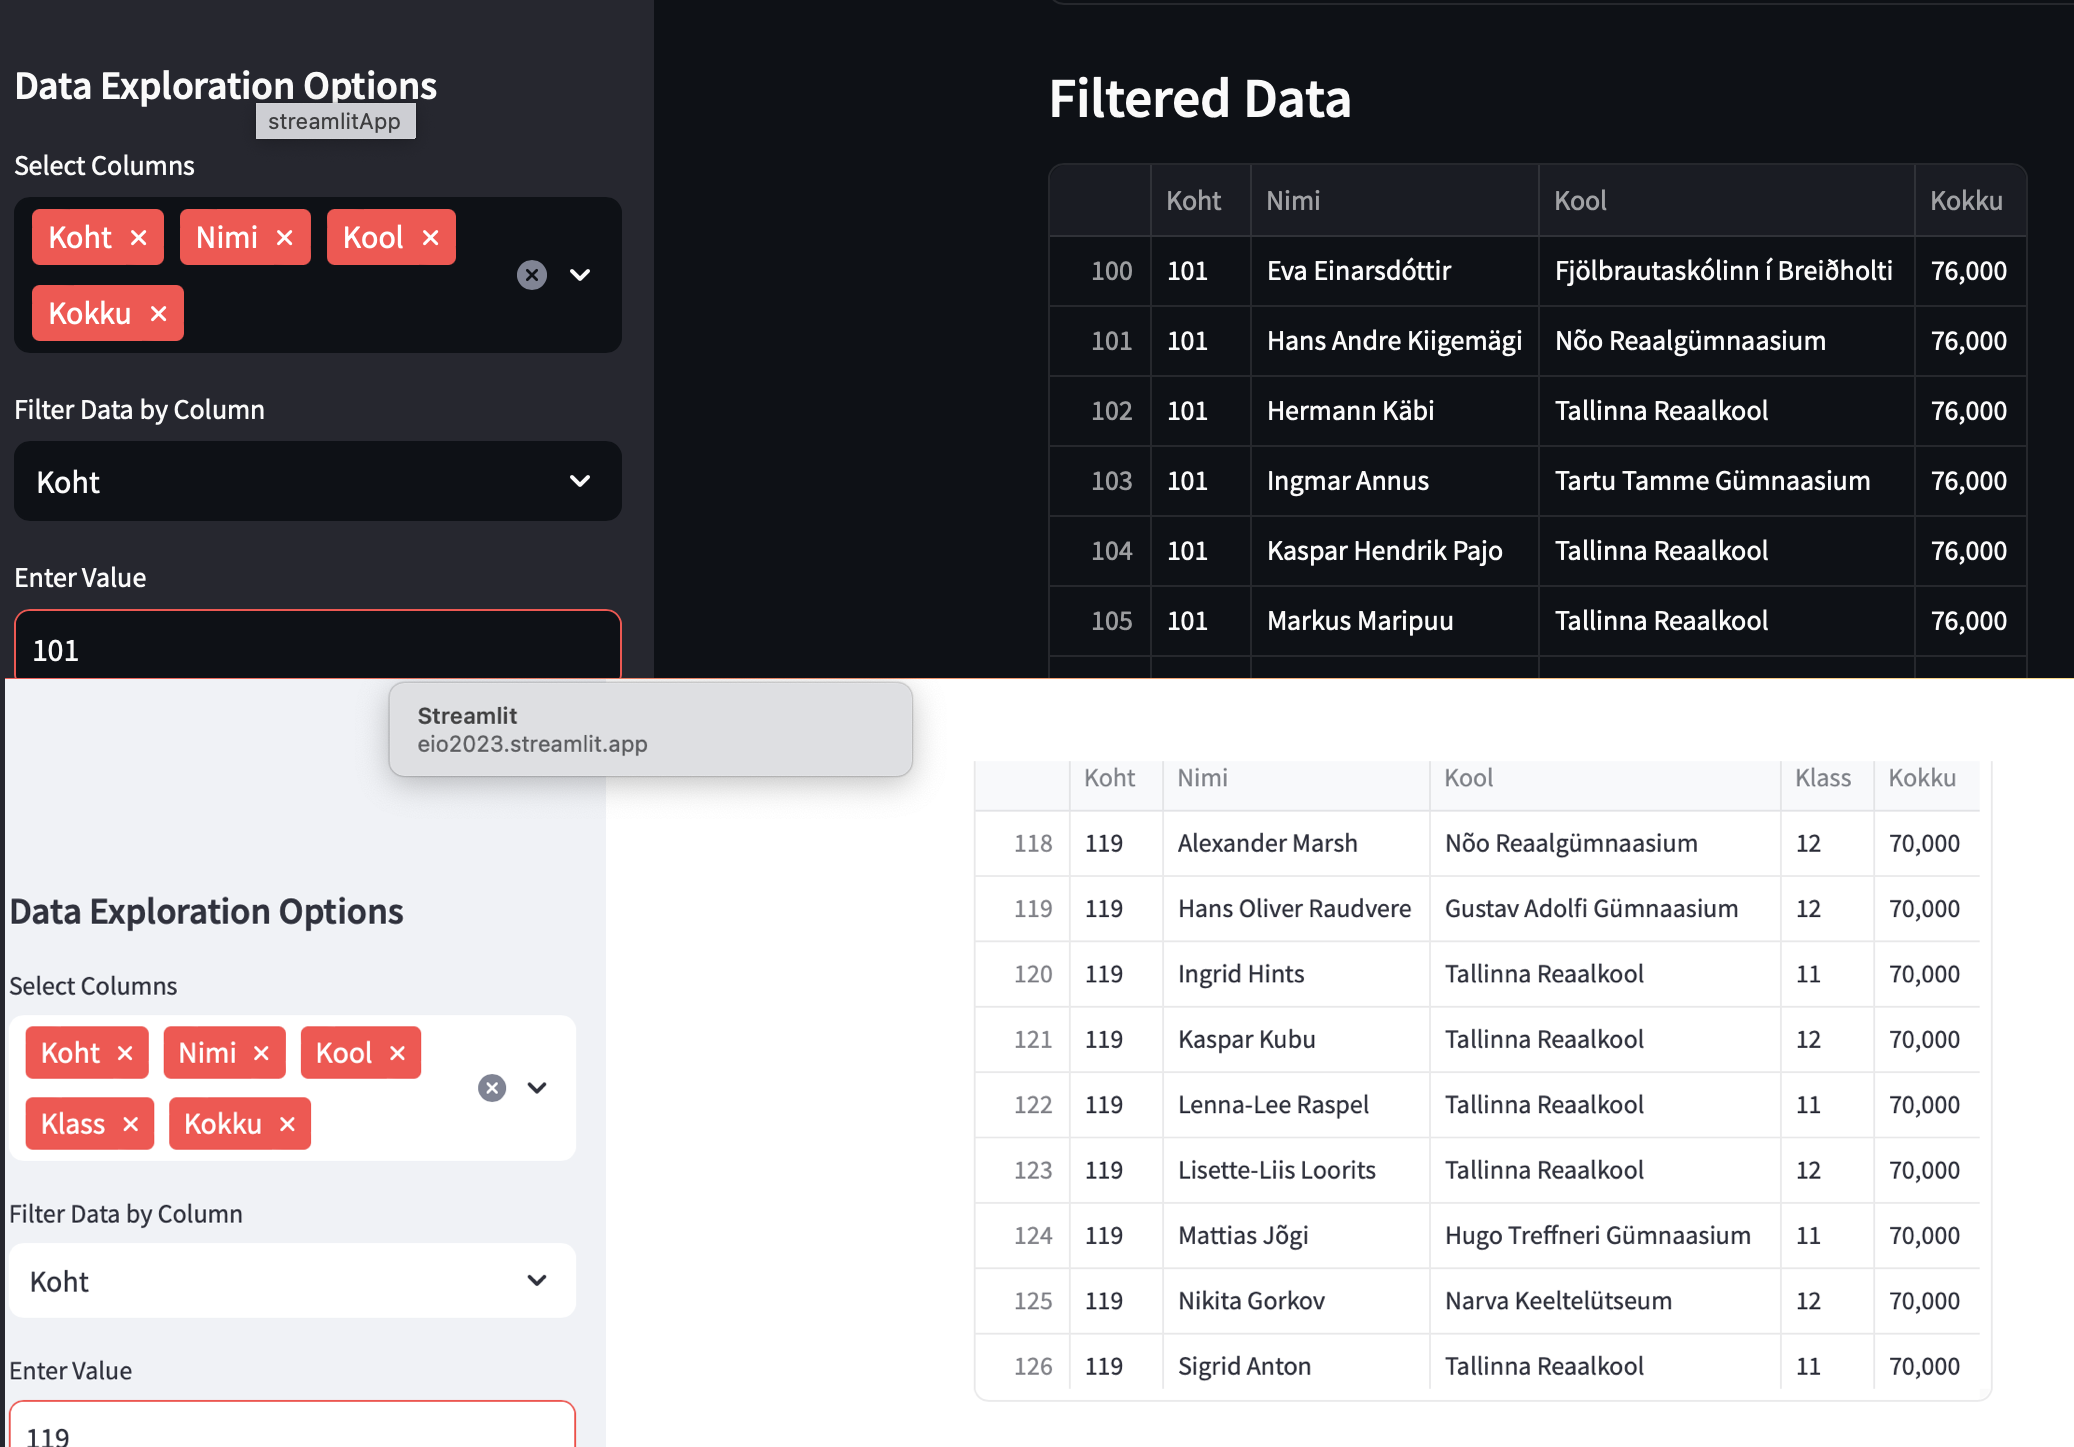 Data Exploration Options
streamlitApp
Select Columns
Koht Nimi Kool
Kokku
Filter Data by Column
Koht
Enter Value
101
Filtered Data
Koht Nimi Kool Kokku
100 101 Eva Einarsdóttir Fjölbrautaskólinn í Breiðholti 76,000
101 101 Hans Andre Kiigemägi Nõo Reaalgümnaasium 76,000
102 101 Hermann Käbi Tallinna Reaalkool 76,000
103 101 Ingmar Annus Tartu Tamme Gümnaasium 76,000
104 101 Kaspar Hendrik Pajo Tallinna Reaalkool 76,000
105 101 Markus Maripuu Tallinna Reaalkool 76,000
Streamlit
eio2023.streamlit.app
Data Exploration Options
Select Columns
Koht Nimi Kool
Klass Kokku
Filter Data by Column
Koht
Enter Value
119
Koht Nimi Kool Klass Kokku
118 119 Alexander Marsh Nõo Reaalgümnaasium 12 70,000
119 119 Hans Oliver Raudvere Gustav Adolfi Gümnaasium 12 70,000
120 119 Ingrid Hints Tallinna Reaalkool 11 70,000
121 119 Kaspar Kubu Tallinna Reaalkool 12 70,000
122 119 Lenna-Lee Raspel Tallinna Reaalkool 11 70,000
123 119 Lisette-Liis Loorits Tallinna Reaalkool 12 70,000
124 119 Mattias Jõgi Hugo Treffneri Gümnaasium 11 70,000
125 119 Nikita Gorkov Narva Keeltelütseum 12 70,000
126 119 Sigrid Anton Tallinna Reaalkool 11 70,000